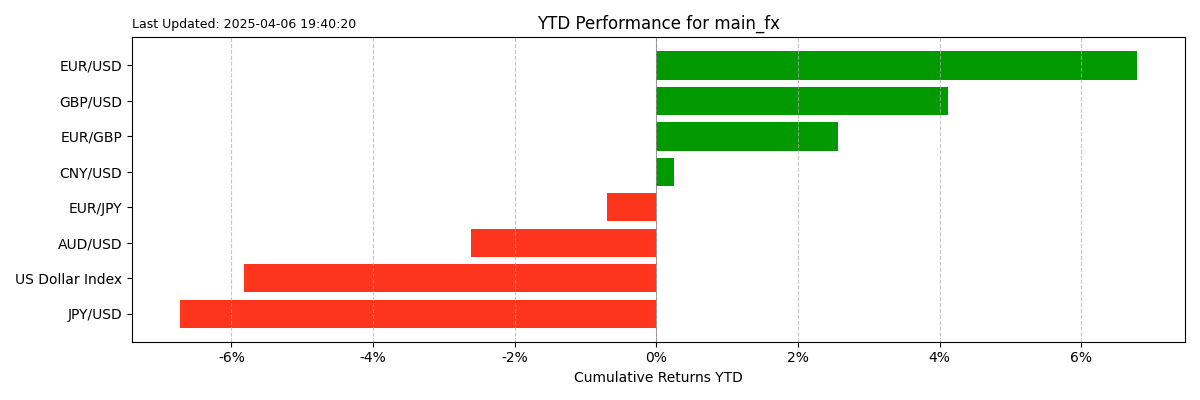 Last Updated: 2025-04-06 19:40:20
YTD Performance for main_fx
EUR/USD
GBP/USD
EUR/GBP
CNY/USD
EUR/JPY
AUD/USD
US Dollar Index
JPY/USD
-6% -4% -2% 0% 2% 4% 6%
Cumulative Returns YTD